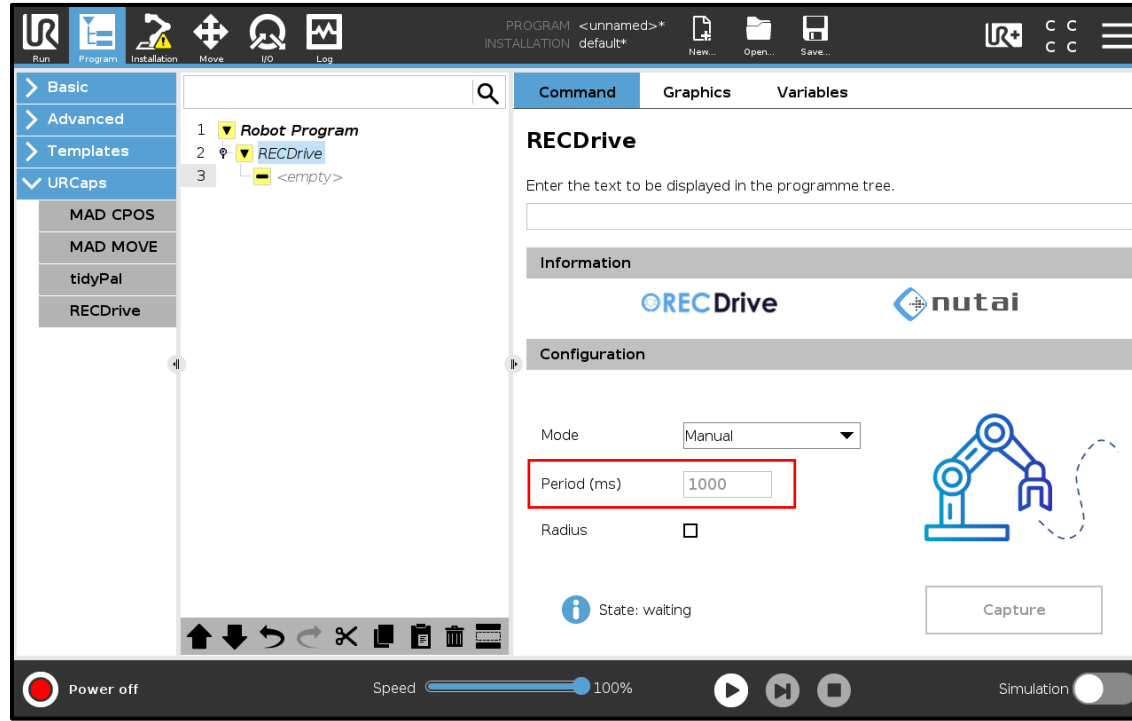 PROGRAM <unnamed>*
INSTALLATION default*
UR+
C C
C C
Run Program Installation Move I/O Log New... Open... Save...
Basic
Advanced
Templates
URCaps
MAD CPOS
MAD MOVE
tidyPal
RECDrive
1 Robot Program
2 RECDrive
3 <empty>
Command Graphics Variables
RECDrive
Enter the text to be displayed in the programme tree.
Information
RECDrive nutai
Configuration
Mode Manual
Period (ms) 1000
Radius
i State: waiting Capture
Power off Speed 100% Simulation